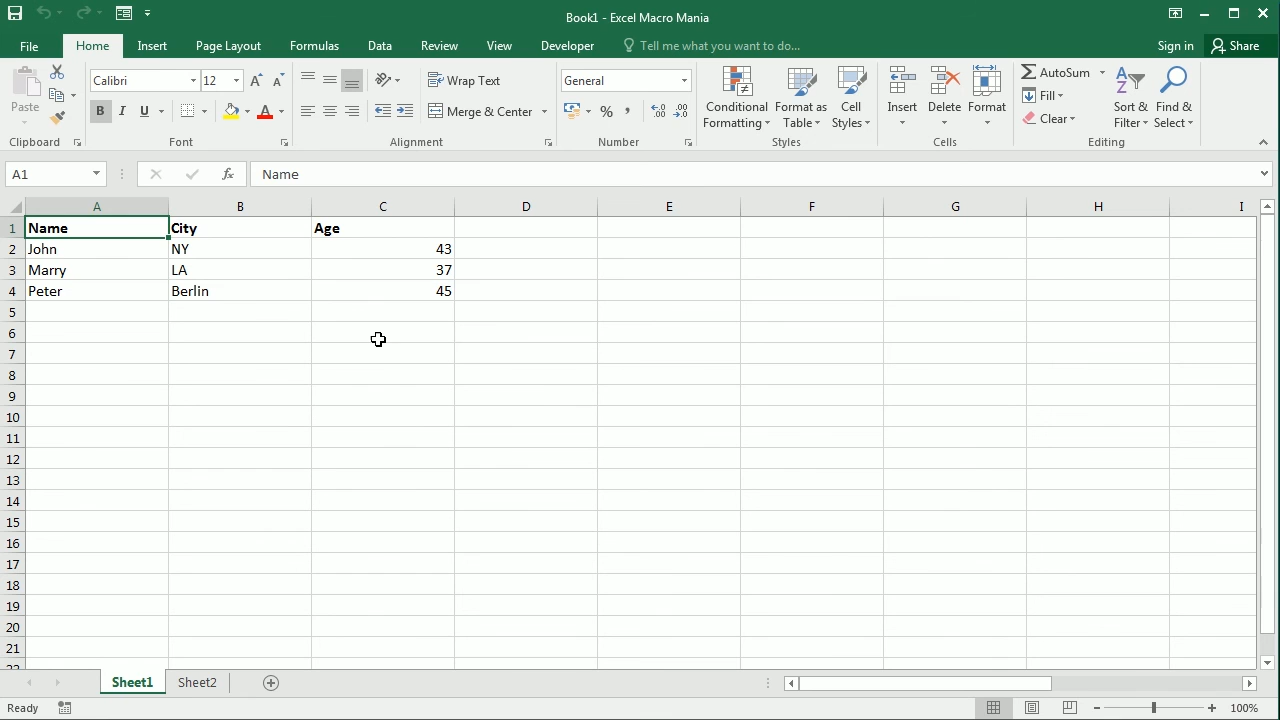 Book1 - Excel Macro Mania
File Home Insert Page Layout Formulas Data Review View Developer Tell me what you want to do... Sign in Share
Paste Calibri 12 Wrap Text General Conditional Formatting Format as Table Cell Styles Insert Delete Format AutoSum Sort & Filter Find & Select
B I U A Merge & Center % , Fill
Clear
Clipboard Font Alignment Number Styles Cells Editing
A1 fx Name
A B C D E F G H I
1 Name City Age
2 John NY 43
3 Marry LA 37
4 Peter Berlin 45
5
6
7
8
9
10
11
12
13
14
15
16
17
18
19
20
21
Sheet1 Sheet2
Ready 100%